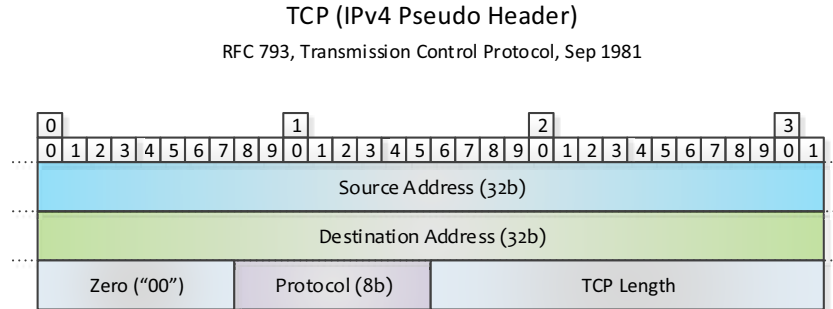 TCP (IPv4 Pseudo Header)
RFC 793, Transmission Control Protocol, Sep 1981
0 1 2 3
0 1 2 3 4 5 6 7 8 9 0 1 2 3 4 5 6 7 8 9 0 1 2 3 4 5 6 7 8 9 0 1
Source Address (32b)
Destination Address (32b)
Zero (“00”) Protocol (8b) TCP Length